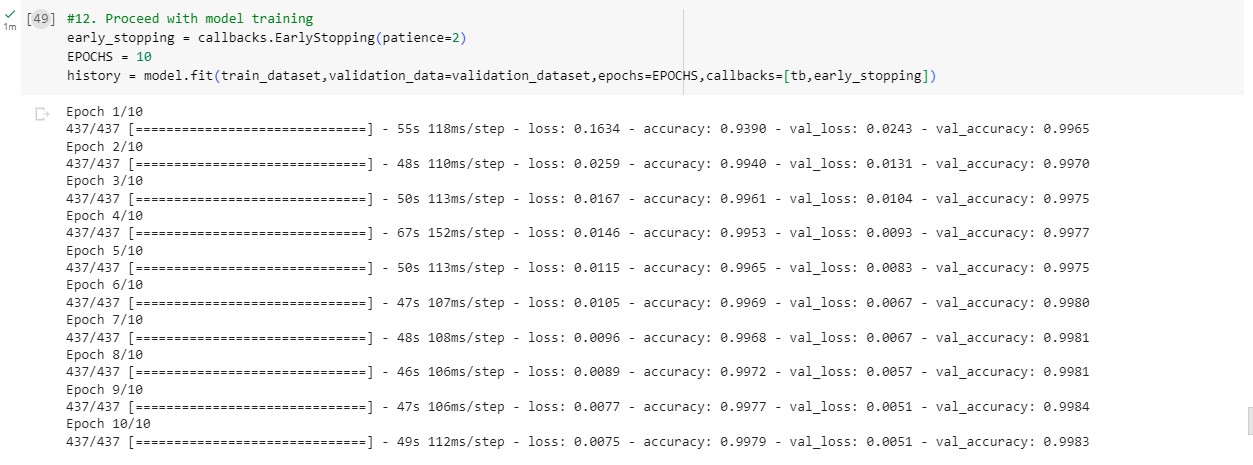 [49] #12. Proceed with model training
1m
early_stopping = callbacks.EarlyStopping(patience=2)
EPOCHS = 10
history = model.fit(train_dataset,validation_data=validation_dataset,epochs=EPOCHS,callbacks=[tb,early_stopping])
Epoch 1/10
437/437 [==============================] - 55s 118ms/step - loss: 0.1634 - accuracy: 0.9390 - val_loss: 0.0243 - val_accuracy: 0.9965
Epoch 2/10
437/437 [==============================] - 48s 110ms/step - loss: 0.0259 - accuracy: 0.9940 - val_loss: 0.0131 - val_accuracy: 0.9970
Epoch 3/10
437/437 [==============================] - 50s 113ms/step - loss: 0.0167 - accuracy: 0.9961 - val_loss: 0.0104 - val_accuracy: 0.9975
Epoch 4/10
437/437 [==============================] - 67s 152ms/step - loss: 0.0146 - accuracy: 0.9953 - val_loss: 0.0093 - val_accuracy: 0.9977
Epoch 5/10
437/437 [==============================] - 50s 113ms/step - loss: 0.0115 - accuracy: 0.9965 - val_loss: 0.0083 - val_accuracy: 0.9975
Epoch 6/10
437/437 [==============================] - 47s 107ms/step - loss: 0.0105 - accuracy: 0.9969 - val_loss: 0.0067 - val_accuracy: 0.9980
Epoch 7/10
437/437 [==============================] - 48s 108ms/step - loss: 0.0096 - accuracy: 0.9968 - val_loss: 0.0067 - val_accuracy: 0.9981
Epoch 8/10
437/437 [==============================] - 46s 106ms/step - loss: 0.0089 - accuracy: 0.9972 - val_loss: 0.0057 - val_accuracy: 0.9981
Epoch 9/10
437/437 [==============================] - 47s 106ms/step - loss: 0.0077 - accuracy: 0.9977 - val_loss: 0.0051 - val_accuracy: 0.9984
Epoch 10/10
437/437 [==============================] - 49s 112ms/step - loss: 0.0075 - accuracy: 0.9979 - val_loss: 0.0051 - val_accuracy: 0.9983